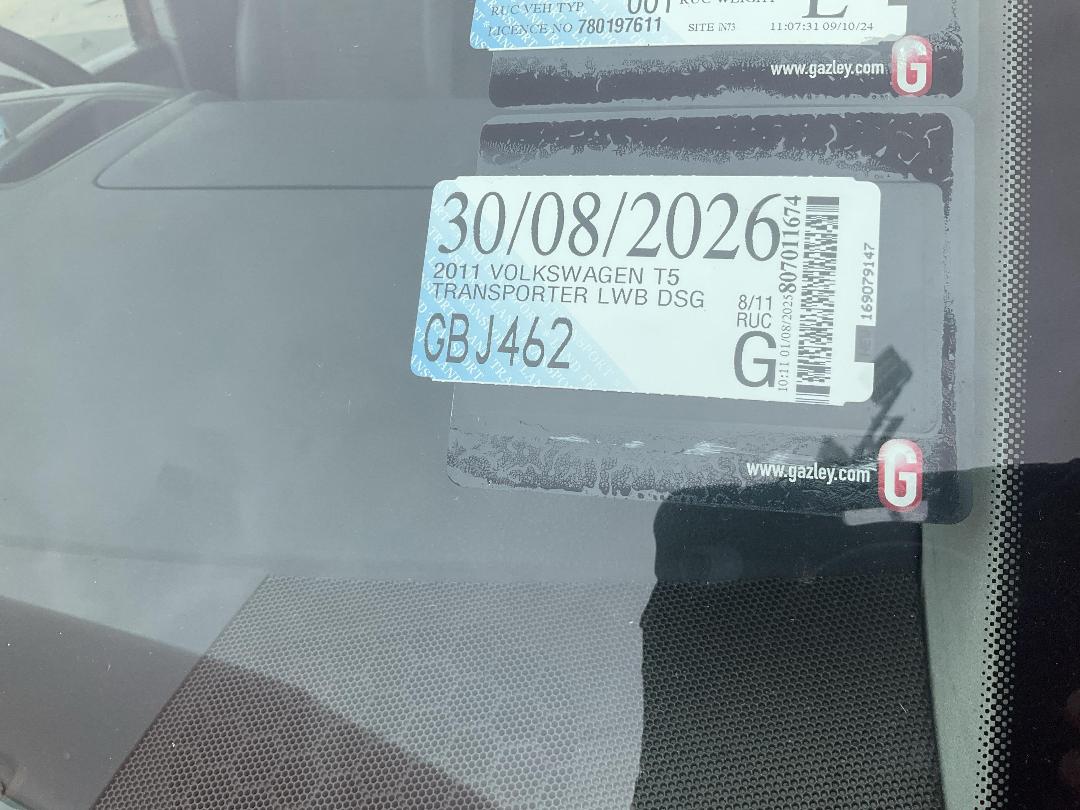 RUC VEH TYP 001 RUC WEIGHT
LICENCE NO 780197611 SITE IN73 11:07:31 09/10/24
www.gazley.com G
30/08/2026
2011 VOLKSWAGEN T5
TRANSPORTER LWB DSG
8/11
RUC
GBJ462
G
10:11 01/08/2025 807011674
169079147
www.gazley.com G